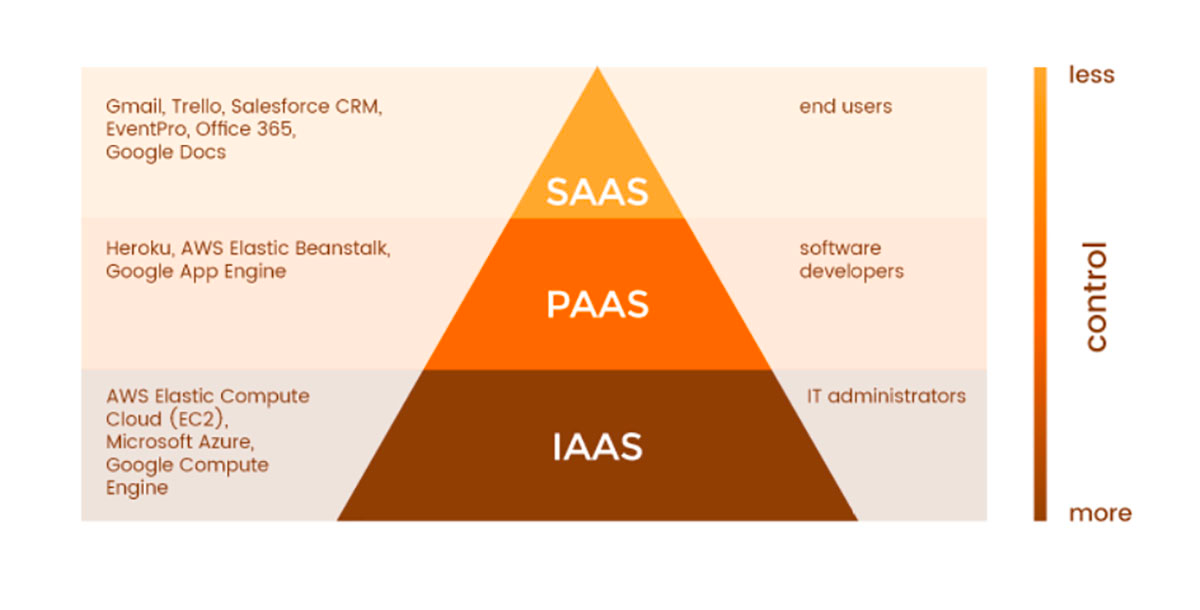 less
Gmail, Trello, Salesforce CRM,
EventPro, Office 365,
Google Docs
end users
SAAS
Heroku, AWS Elastic Beanstalk,
Google App Engine
software
developers
PAAS
control
AWS Elastic Compute
Cloud (EC2),
Microsoft Azure,
Google Compute
Engine
IT administrators
IAAS
more